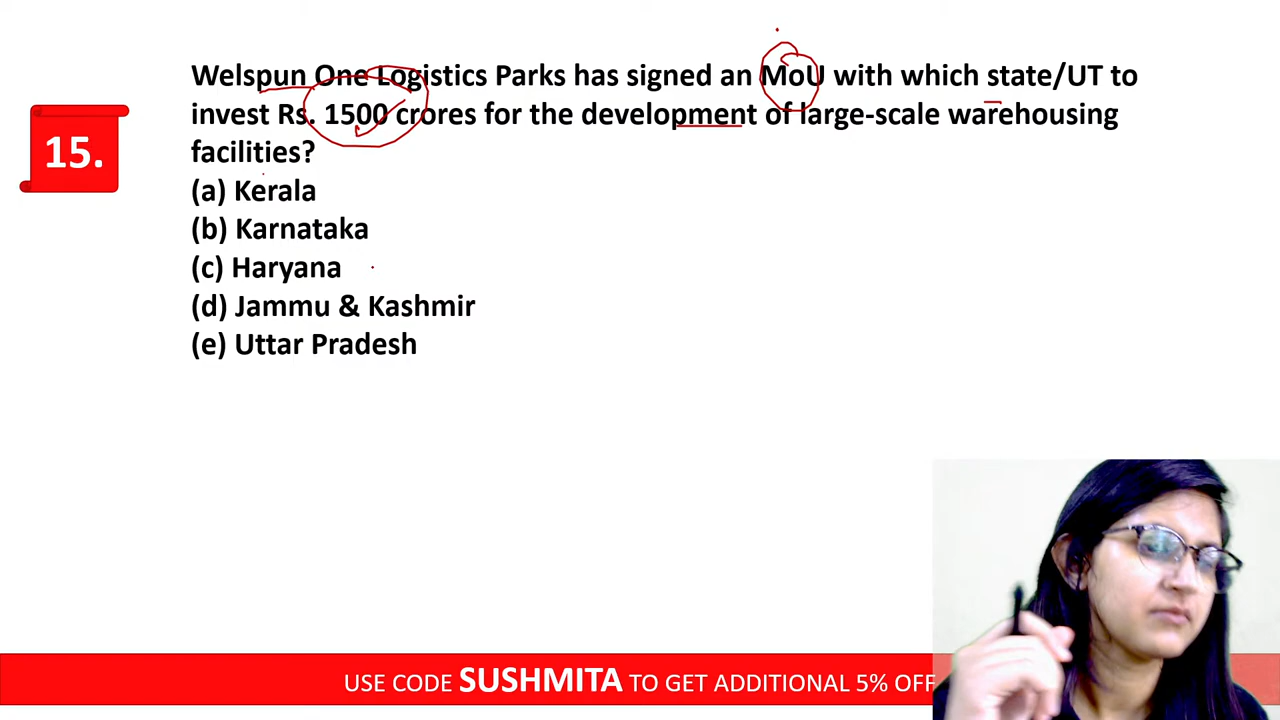 Welspun One Logistics Parks has signed an MoU with which state/UT to
invest Rs. 1500 crores for the development of large-scale warehousing
facilities?
15.
(a) Kerala
(b) Karnataka
(c) Haryana
(d) Jammu & Kashmir
(e) Uttar Pradesh
USE CODE SUSHMITA TO GET ADDITIONAL 5% OFF